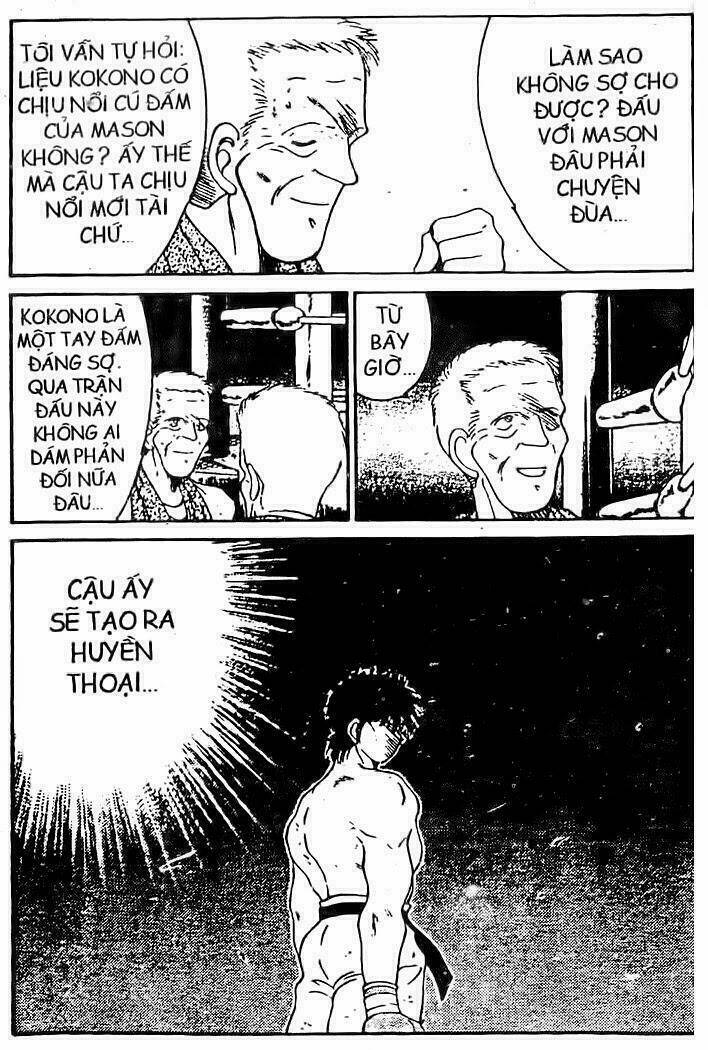 LÀM SAO
KHÔNG SỢ CHO
ĐƯỢC? ĐẤU
VỚI MASON
ĐÂU PHẢI
CHUYỆN
ĐÙA...
TÔI VẪN TỰ HỎI:
LIỆU KOKONO CÓ
CHỊU NỔI CÚ ĐẤM
CỦA MASON
KHÔNG? ẤY THẾ
MÀ CẬU TA CHỊU
NỔI MỚI TÀI
CHỨ...
KOKONO LÀ
MỘT TAY ĐẤM
ĐÁNG SỢ.
QUA TRẬN
ĐẤU NÀY
KHÔNG AI
DÁM PHẢN
ĐỐI NỮA
ĐÂU...
TỪ
BÂY
GIỜ...
CẬU ẤY
SẼ TẠO RA
HUYỀN
THOẠI...